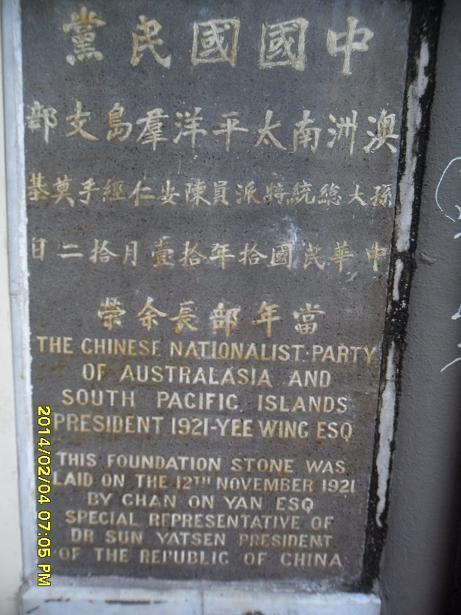 中國國民黨
澳洲南太平洋羣島支部
孫大總統特派員陳安仁經手奠基
中華民國拾年拾壹月拾二日
當年部長余榮
THE CHINESE NATIONALIST PARTY
OF AUSTRALASIA AND
SOUTH PACIFIC ISLANDS
PRESIDENT 1921-YEE WING ESQ
THIS FOUNDATION STONE WAS
LAID ON THE 12TH NOVEMBER 1921
BY CHAN ON YAN ESQ
SPECIAL REPRESENTATIVE OF
DR SUN YATSEN PRESIDENT
OF THE REPUBLIC OF CHINA
2014/02/04 07:05 PM